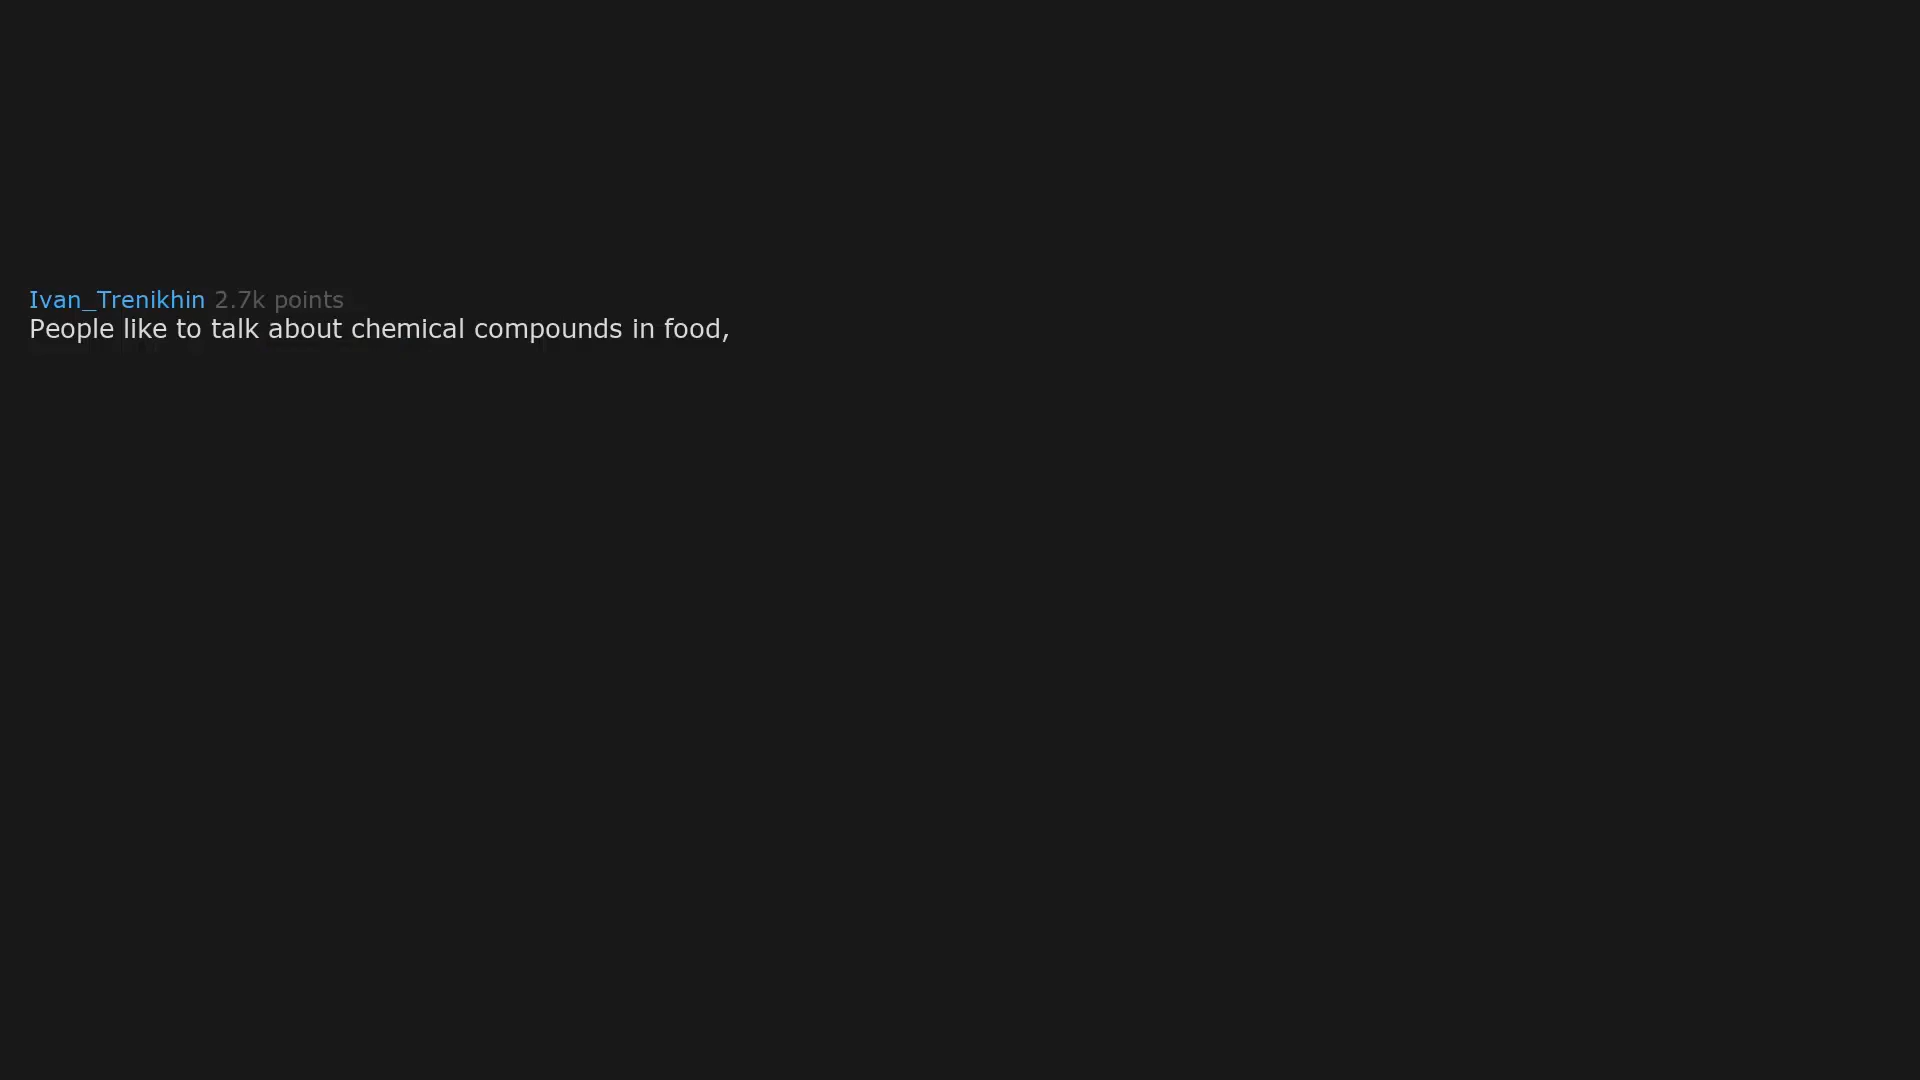 Ivan_Trenikhin 2.7k points
People like to talk about chemical compounds in food,